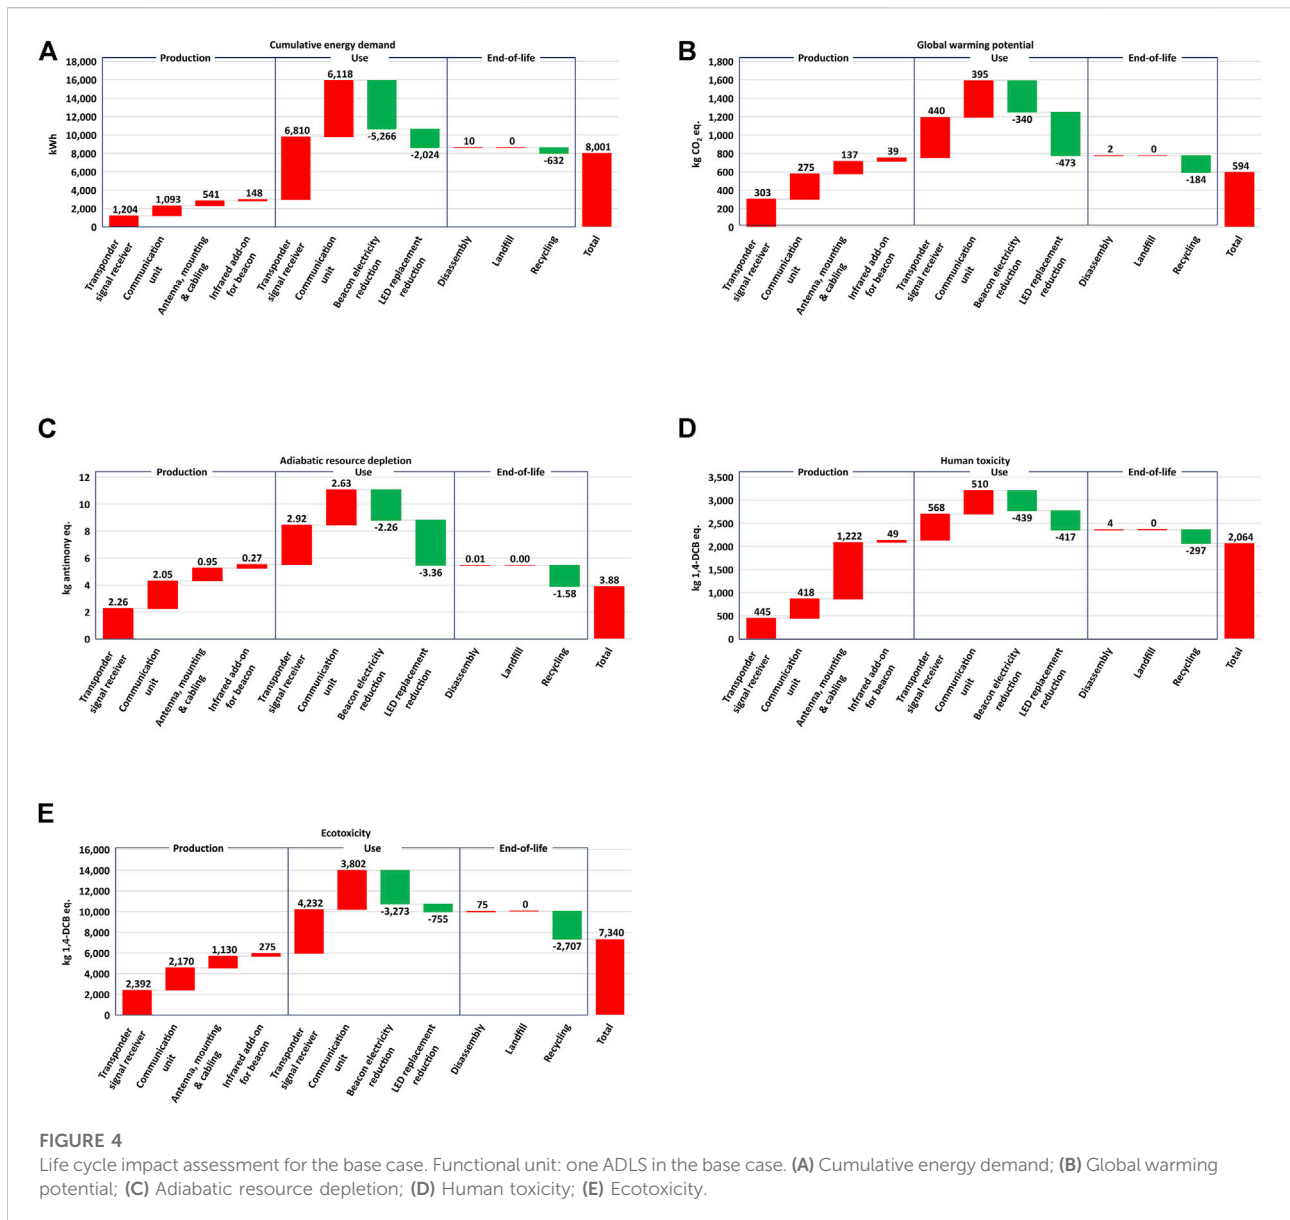 A
Cumulative energy demand
Production
Use
End-of-life
kWh
18,000
16,000
14,000
12,000
10,000
8,000
6,000
4,000
2,000
0
1,204
1,093
541
148
6,810
6,118
-5,266
-2,024
10
0
-632
8,001
Transponder
signal receiver
Communication
unit
Antenna, mounting
& cabling
Infrared add-on
for beacon
Transponder
signal receiver
Communication
unit
Beacon electricity
reduction
LED replacement
reduction
Disassembly
Landfill
Recycling
Total
B
Global warming potential
Production
Use
End-of-life
kg CO₂ eq.
1,800
1,600
1,400
1,200
1,000
800
600
400
200
0
303
275
137
39
440
395
-340
-473
2
0
-184
594
Transponder
signal receiver
Communication
unit
Antenna, mounting
& cabling
Infrared add-on
for beacon
Transponder
signal receiver
Communication
unit
Beacon electricity
reduction
LED replacement
reduction
Disassembly
Landfill
Recycling
Total
C
Adiabatic resource depletion
Production
Use
End-of-life
kg antimony eq.
12
10
8
6
4
2
0
2.26
2.05
0.95
0.27
2.92
2.63
-2.26
-3.36
0.01
0.00
-1.58
3.88
Transponder
signal receiver
Communication
unit
Antenna, mounting
& cabling
Infrared add-on
for beacon
Transponder
signal receiver
Communication
unit
Beacon electricity
reduction
LED replacement
reduction
Disassembly
Landfill
Recycling
Total
D
Human toxicity
Production
Use
End-of-life
kg 1,4-DCB eq.
3,500
3,000
2,500
2,000
1,500
1,000
500
0
445
418
1,222
49
568
510
-439
-417
4
0
-297
2,064
Transponder
signal receiver
Communication
unit
Antenna, mounting
& cabling
Infrared add-on
for beacon
Transponder
signal receiver
Communication
unit
Beacon electricity
reduction
LED replacement
reduction
Disassembly
Landfill
Recycling
Total
E
Ecotoxicity
Production
Use
End-of-life
kg 1,4-DCB eq.
16,000
14,000
12,000
10,000
8,000
6,000
4,000
2,000
0
2,392
2,170
1,130
275
4,232
3,802
-3,273
-755
75
0
-2,707
7,340
Transponder
signal receiver
Communication
unit
Antenna, mounting
& cabling
Infrared add-on
for beacon
Transponder
signal receiver
Communication
unit
Beacon electricity
reduction
LED replacement
reduction
Disassembly
Landfill
Recycling
Total
FIGURE 4
Life cycle impact assessment for the base case. Functional unit: one ADLS in the base case. (A) Cumulative energy demand; (B) Global warming
potential; (C) Adiabatic resource depletion; (D) Human toxicity; (E) Ecotoxicity.